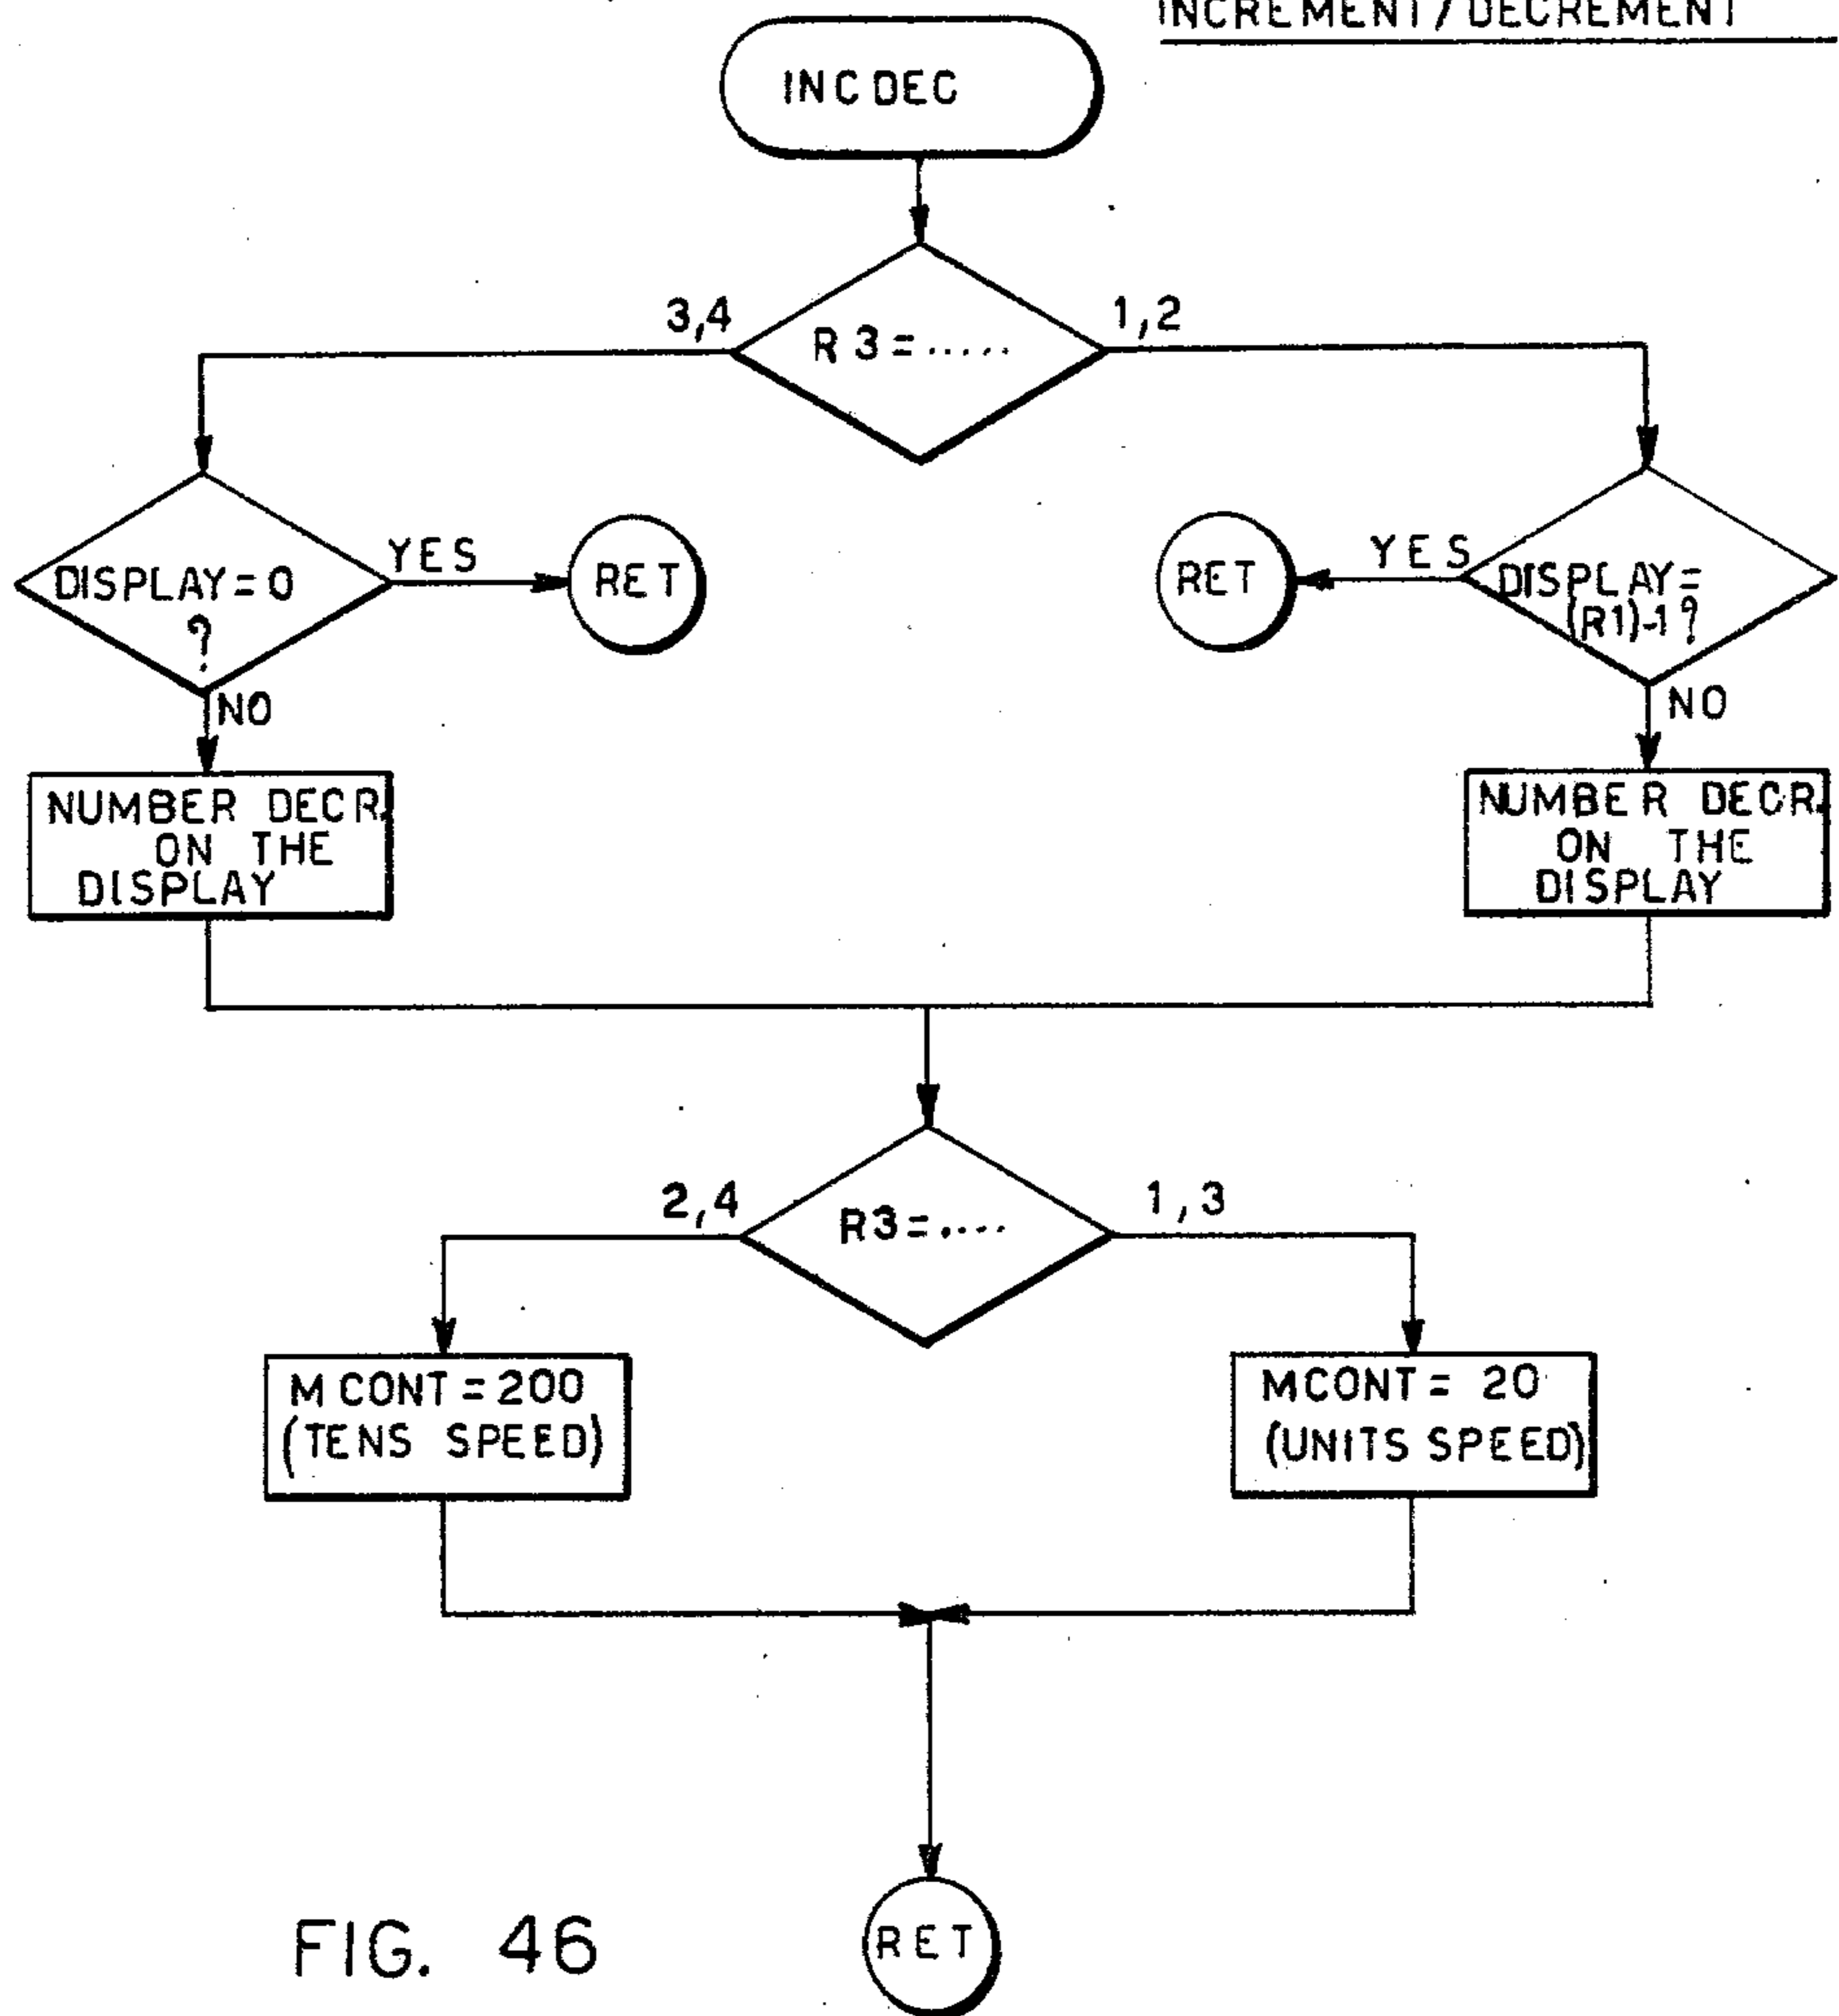 INCREMENT/DECREMENT
INCDEC
3,4
R3=.....
1,2
DISPLAY=0
?
YES
RET
RET
YES
DISPLAY=
(R1)-1?
NO
NO
NUMBER DECR.
ON THE
DISPLAY
NUMBER DECR.
ON THE
DISPLAY
2,4
R3=....
1,3
MCONT=200
(TENS SPEED)
MCONT= 20
(UNITS SPEED)
RET
FIG. 46